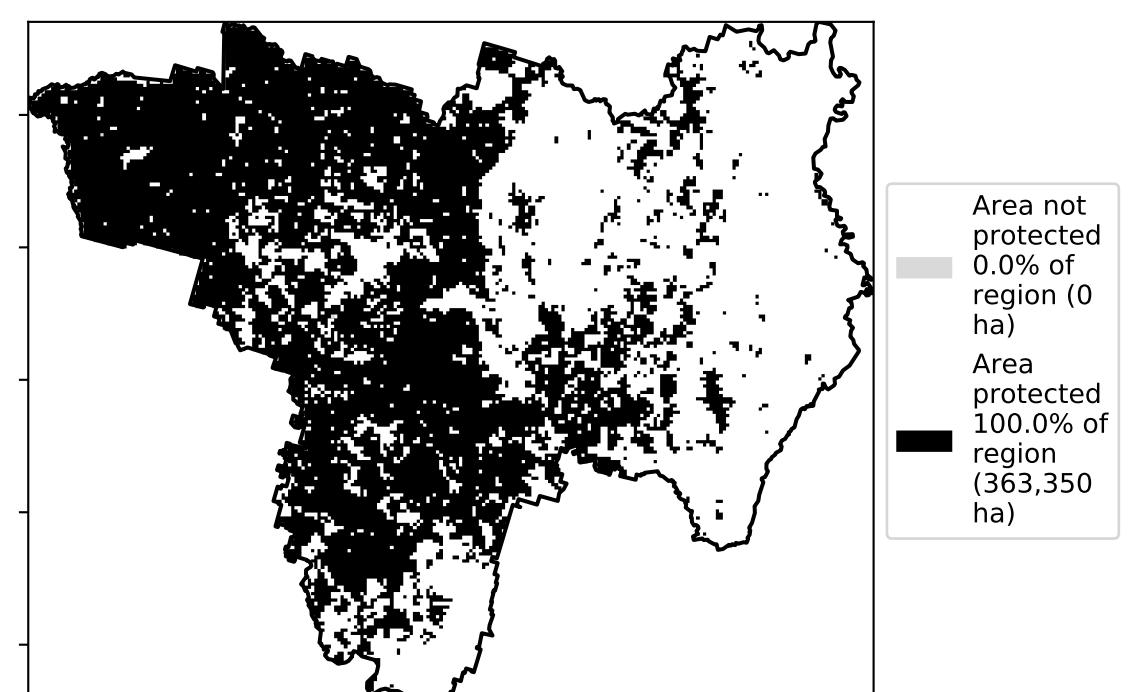 Area not
protected
0.0% of
region (0
ha)
Area
protected
100.0% of
region
(363,350
ha)